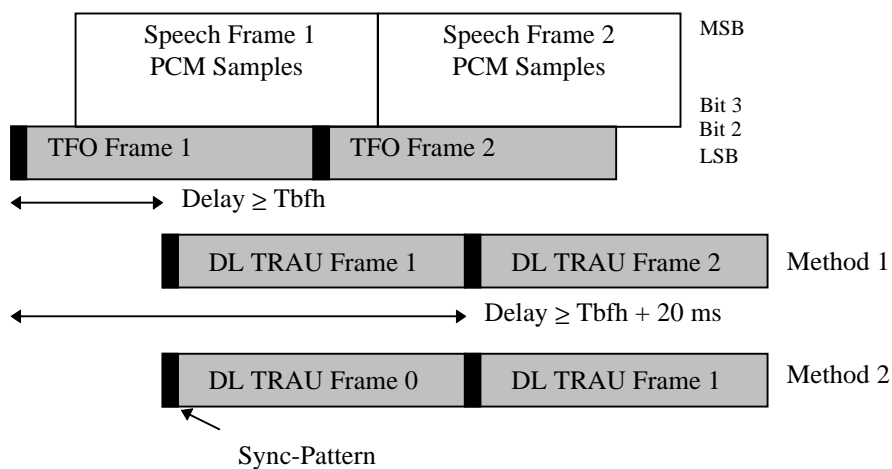 Speech Frame 1
PCM Samples
Speech Frame 2
PCM Samples
MSB
Bit 3
Bit 2
LSB
TFO Frame 1
TFO Frame 2
Delay ≥ Tbfh
DL TRAU Frame 1
DL TRAU Frame 2
Method 1
Delay ≥ Tbfh + 20 ms
DL TRAU Frame 0
DL TRAU Frame 1
Method 2
Sync-Pattern